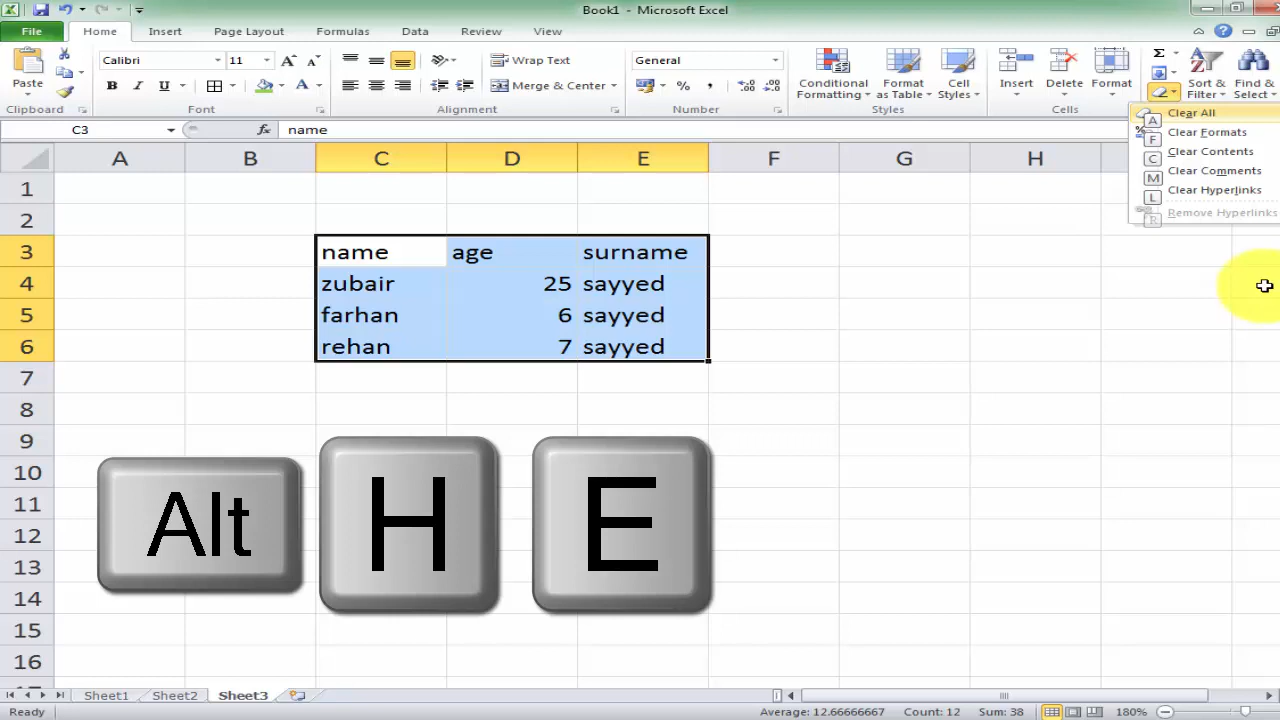 Book1 - Microsoft Excel
File Home Insert Page Layout Formulas Data Review View
Calibri 11 Wrap Text General
Paste B I U Merge & Center % , Conditional Formatting Format as Table Cell Styles Insert Delete Format Σ Sort & Filter Find & Select
Clipboard Font Alignment Number Styles Cells
C3 fx name
Clear All
A
Clear Formats
F
Clear Contents
C
Clear Comments
M
Clear Hyperlinks
L
Remove Hyperlinks
R
A B C D E F G H
1
2
3 name age surname
4 zubair 25 sayyed
5 farhan 6 sayyed
6 rehan 7 sayyed
7
8
9
10
11
12
13
14
15
16
Alt H E
Sheet1 Sheet2 Sheet3
Ready Average: 12.66666667 Count: 12 Sum: 38 180%